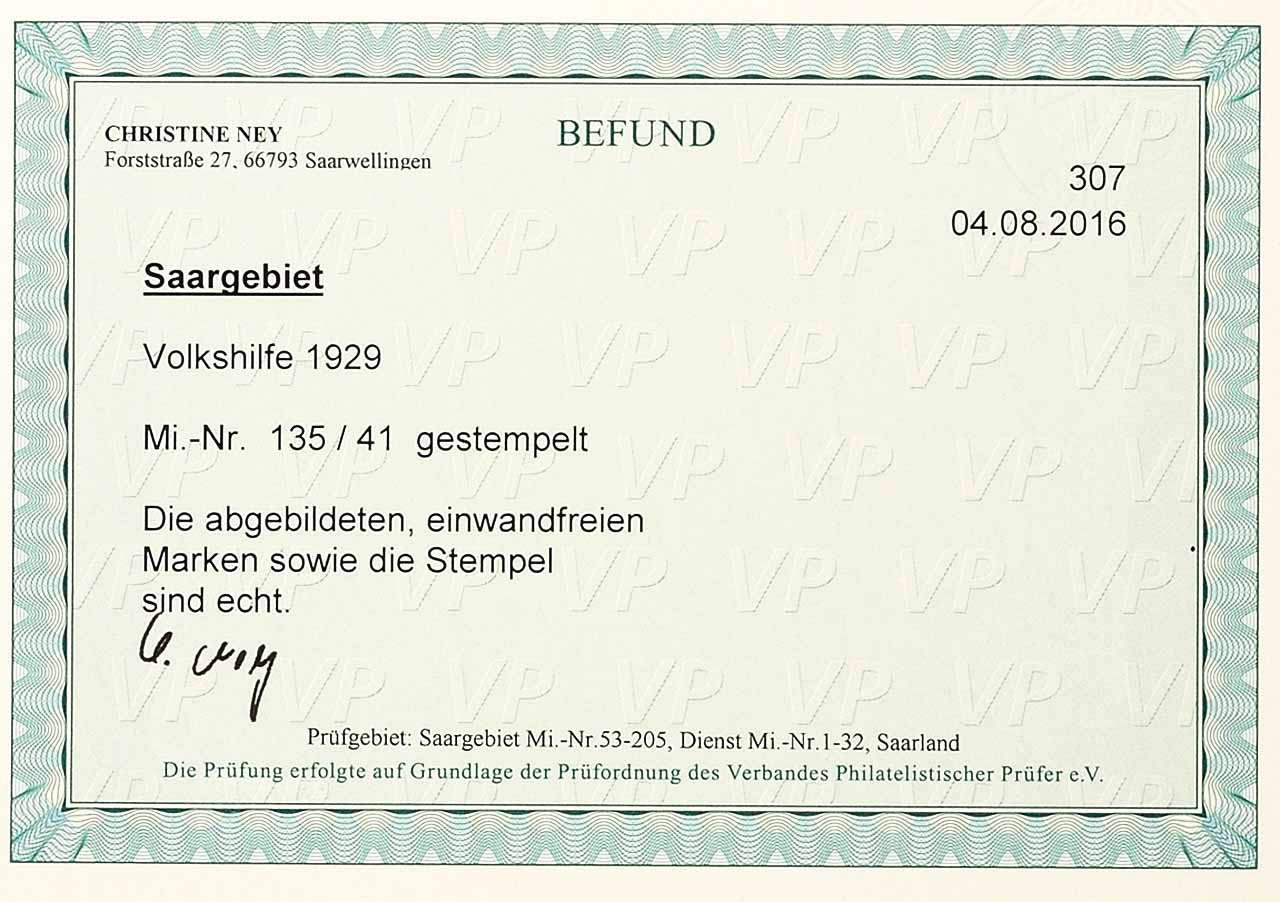 CHRISTINE NEY
Forststraße 27, 66793 Saarwellingen
BEFUND
307
04.08.2016
Saargebiet
Volkshilfe 1929
Mi.-Nr. 135 / 41 gestempelt
Die abgebildeten, einwandfreien
Marken sowie die Stempel
sind echt.
C. Ney
Prüfgebiet: Saargebiet Mi.-Nr.53-205, Dienst Mi.-Nr.1-32, Saarland
Die Prüfung erfolgte auf Grundlage der Prüfordnung des Verbandes Philatelistischer Prüfer e.V.